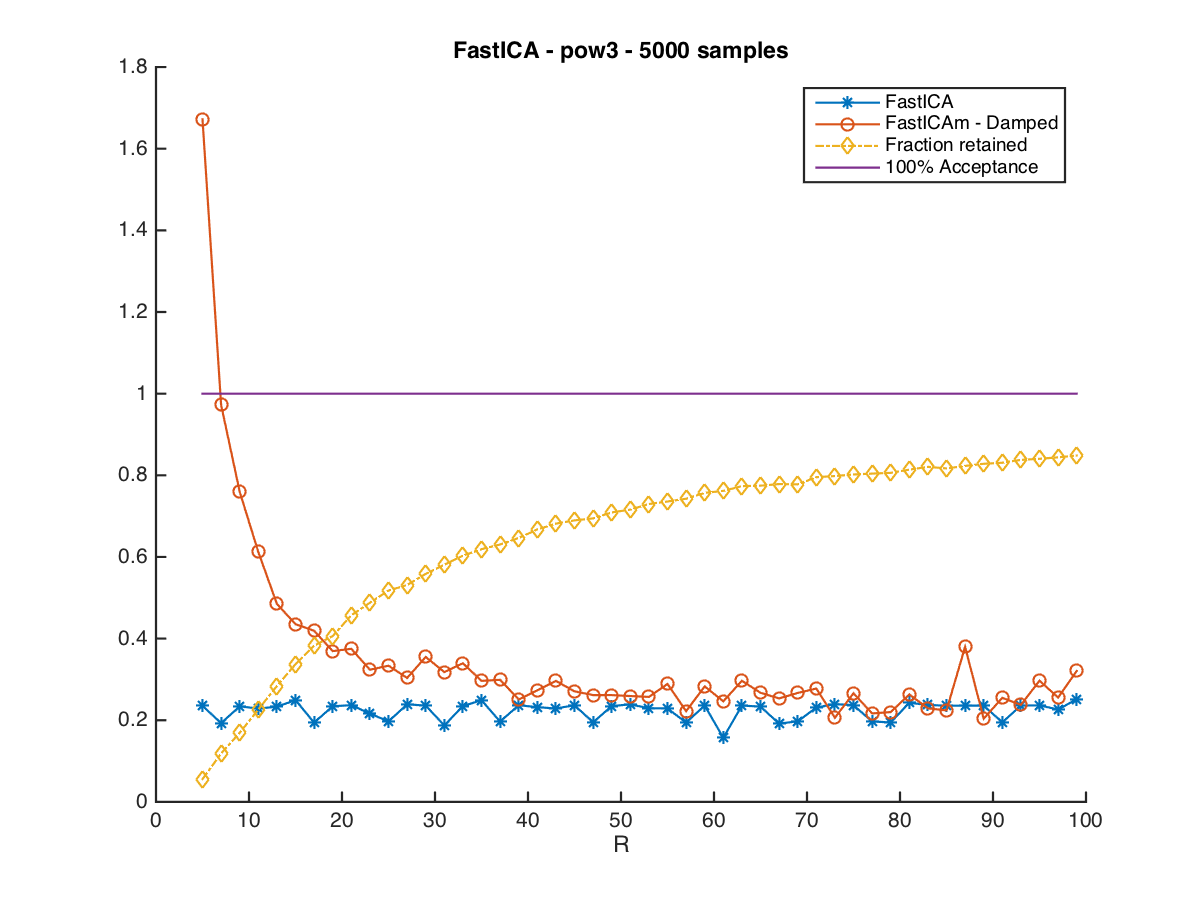 FastICA - pow3 - 5000 samples
1.8
1.6
1.4
1.2
1
0.8
0.6
0.4
0.2
0
FastICA
FastICAm - Damped
Fraction retained
100% Acceptance
0 10 20 30 40 50 60 70 80 90 100
R